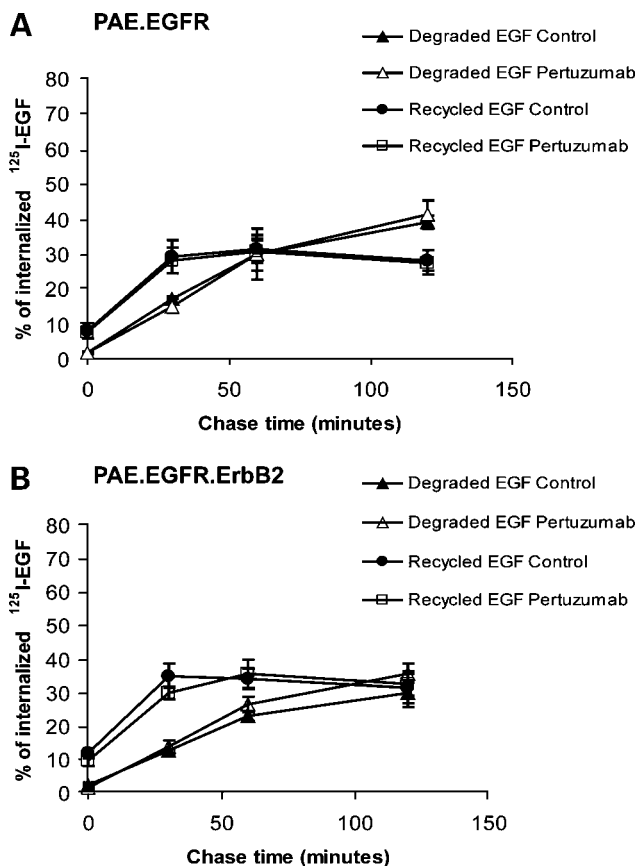 A PAE.EGFR
Degraded EGF Control
Degraded EGF Pertuzumab
Recycled EGF Control
Recycled EGF Pertuzumab
% of internalized ¹²⁵I-EGF
80
70
60
50
40
30
20
10
0
0 50 100 150
Chase time (minutes)
B PAE.EGFR.ErbB2
Degraded EGF Control
Degraded EGF Pertuzumab
Recycled EGF Control
Recycled EGF Pertuzumab
% of internalized ¹²⁵I-EGF
80
70
60
50
40
30
20
10
0
0 50 100 150
Chase time (minutes)